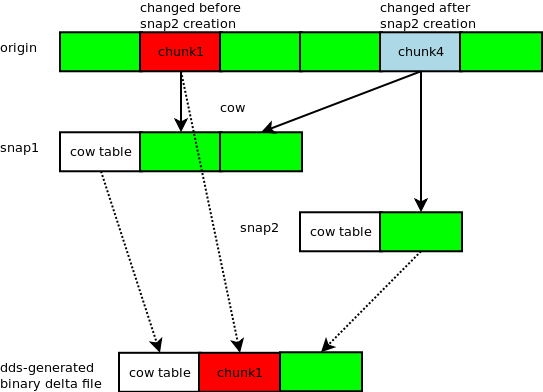 changed before
snap2 creation
changed after
snap2 creation
origin
chunk1
chunk4
cow
snap1
cow table
snap2
cow table
dds-generated
binary delta file
cow table
chunk1